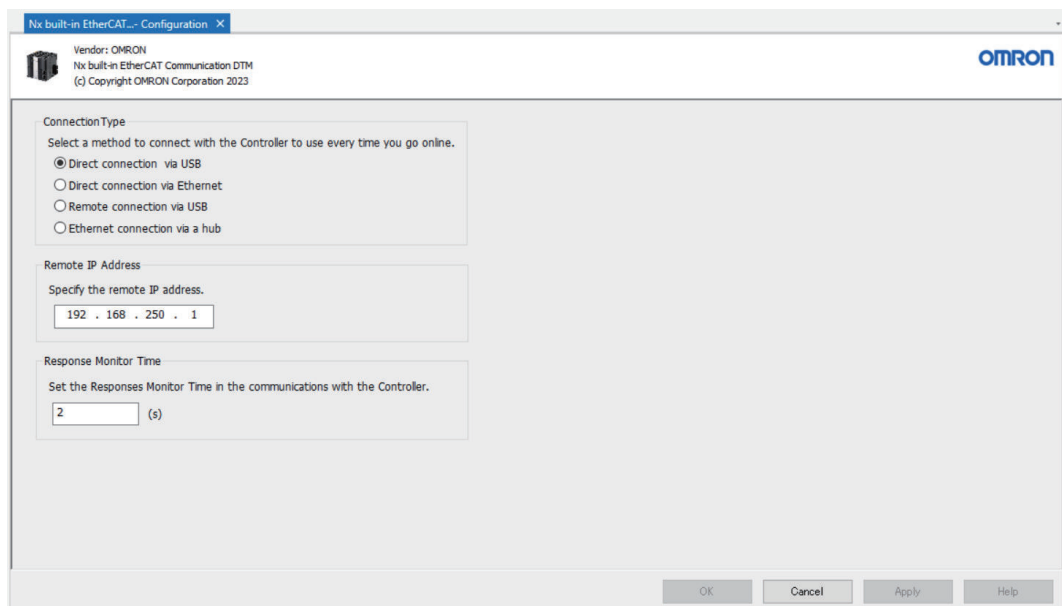 Nx built-in EtherCAT...- Configuration ×
Vendor: OMRON
Nx built-in EtherCAT Communication DTM
(c) Copyright OMRON Corporation 2023
OMRON
ConnectionType
Select a method to connect with the Controller to use every time you go online.
Direct connection via USB
Direct connection via Ethernet
Remote connection via USB
Ethernet connection via a hub
Remote IP Address
Specify the remote IP address.
192 . 168 . 250 . 1
Response Monitor Time
Set the Responses Monitor Time in the communications with the Controller.
2 (s)
OK Cancel Apply Help